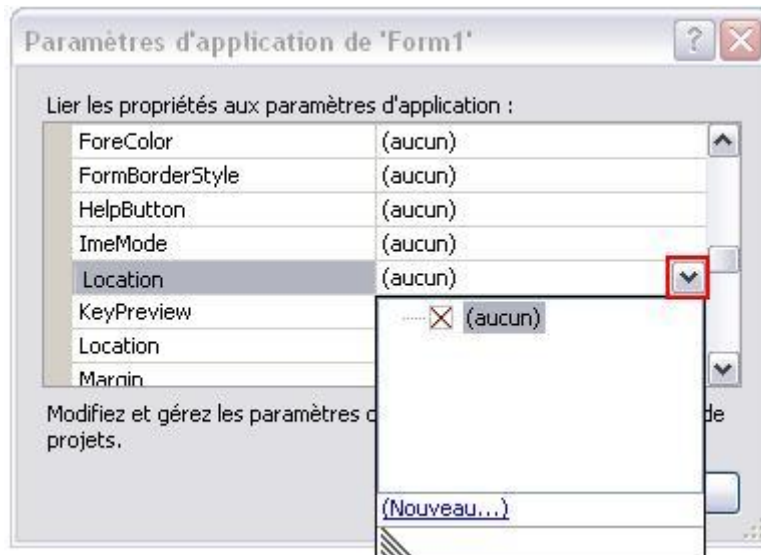 Paramètres d'application de 'Form1'
Lier les propriétés aux paramètres d'application :
ForeColor (aucun)
FormBorderStyle (aucun)
HelpButton (aucun)
ImeMode (aucun)
Location (aucun)
KeyPreview
(aucun)
Location
Margin
Modifiez et gérez les paramètres de
projets.
(Nouveau...)